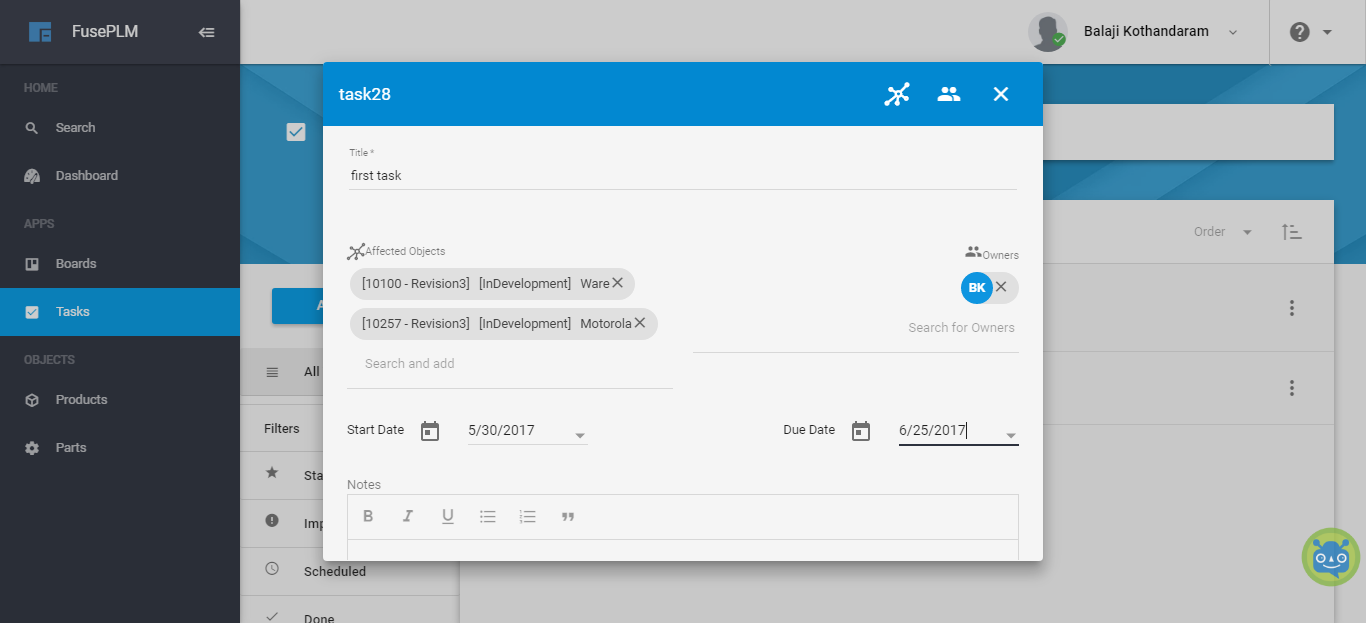 FusePLM
Balaji Kothandaram
HOME
Search
Dashboard
APPS
Boards
Tasks
OBJECTS
Products
Parts
task28
Title *
first task
Affected Objects
[10100 - Revision3] [InDevelopment] Ware
[10257 - Revision3] [InDevelopment] Motorola
Search and add
Owners
BK
Search for Owners
Start Date 5/30/2017
Due Date 6/25/2017
Notes
B I U
Order
All
Filters
Scheduled
Done